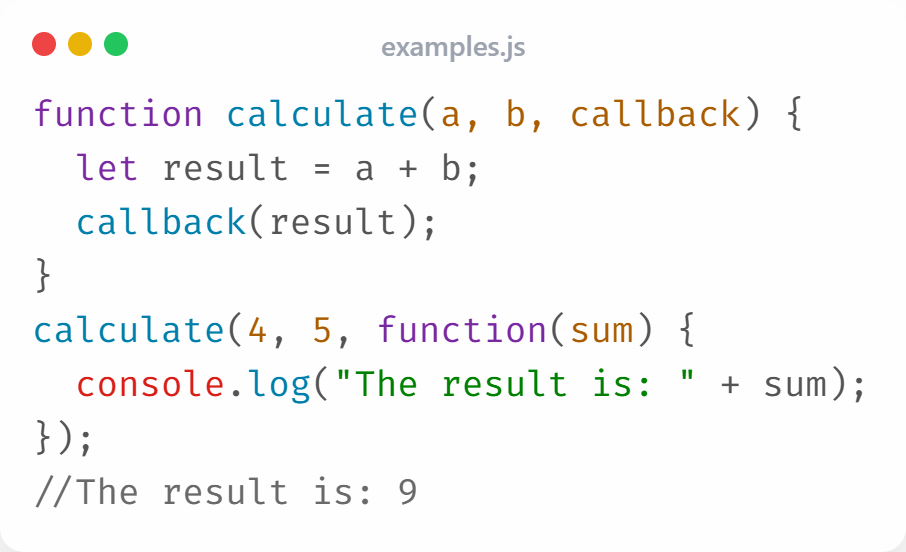 examples.js
function calculate(a, b, callback) {
  let result = a + b;
  callback(result);
}
calculate(4, 5, function(sum) {
  console.log("The result is: " + sum);
});
//The result is: 9